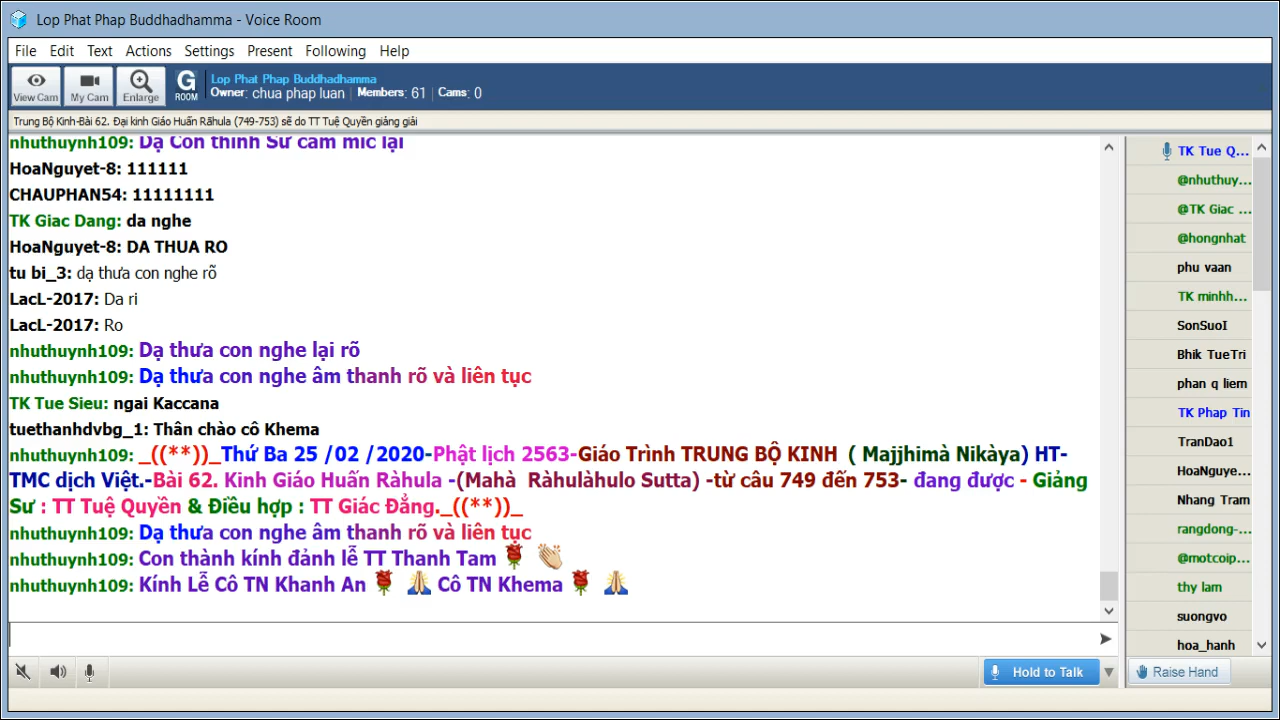 Lop Phat Phap Buddhadhamma - Voice Room
File Edit Text Actions Settings Present Following Help
View Cam My Cam Enlarge G ROOM
Lop Phat Phap Buddhadhamma
Owner: chua phap luan Members: 61 Cams: 0
Trung Bộ Kinh-Bài 62. Đại kinh Giáo Huấn Rāhula (749-753) sẽ do TT Tuệ Quyền giảng giải
nhuthuynh109: Dạ Con thỉnh Sư cầm mic lại
HoaNguyet-8: 111111
CHAUPHAN54: 11111111
TK Giac Dang: da nghe
HoaNguyet-8: DA THUA RO
tu bi_3: dạ thưa con nghe rõ
LacL-2017: Da ri
LacL-2017: Ro
nhuthuynh109: Dạ thưa con nghe lại rõ
nhuthuynh109: Dạ thưa con nghe âm thanh rõ và liên tục
TK Tue Sieu: ngai Kaccana
tuethanhdvbg_1: Thân chào cô Khema
nhuthuynh109: _((**))_Thứ Ba 25 /02 /2020-Phật lịch 2563-Giáo Trình TRUNG BỘ KINH ( Majjhimà Nikàya) HT-
TMC dịch Việt.-Bài 62. Kinh Giáo Huấn Ràhula -(Mahà Ràhulàhulo Sutta) -từ câu 749 đến 753- đang được - Giảng
Sư : TT Tuệ Quyền & Điều hợp : TT Giác Đẳng._((**))_
nhuthuynh109: Dạ thưa con nghe âm thanh rõ và liên tục
nhuthuynh109: Con thành kính đảnh lễ TT Thanh Tam
nhuthuynh109: Kính Lễ Cô TN Khanh An Cô TN Khema
TK Tue Q...
@nhuthuy...
@TK Giac ...
@hongnhat
phu vaan
TK minhh...
SonSuoI
Bhik TueTri
phan q liem
TK Phap Tin
TranDao1
HoaNguye...
Nhang Tram
rangdong-...
@motcoip...
thy lam
suongvo
hoa_hanh
Hold to Talk
Raise Hand